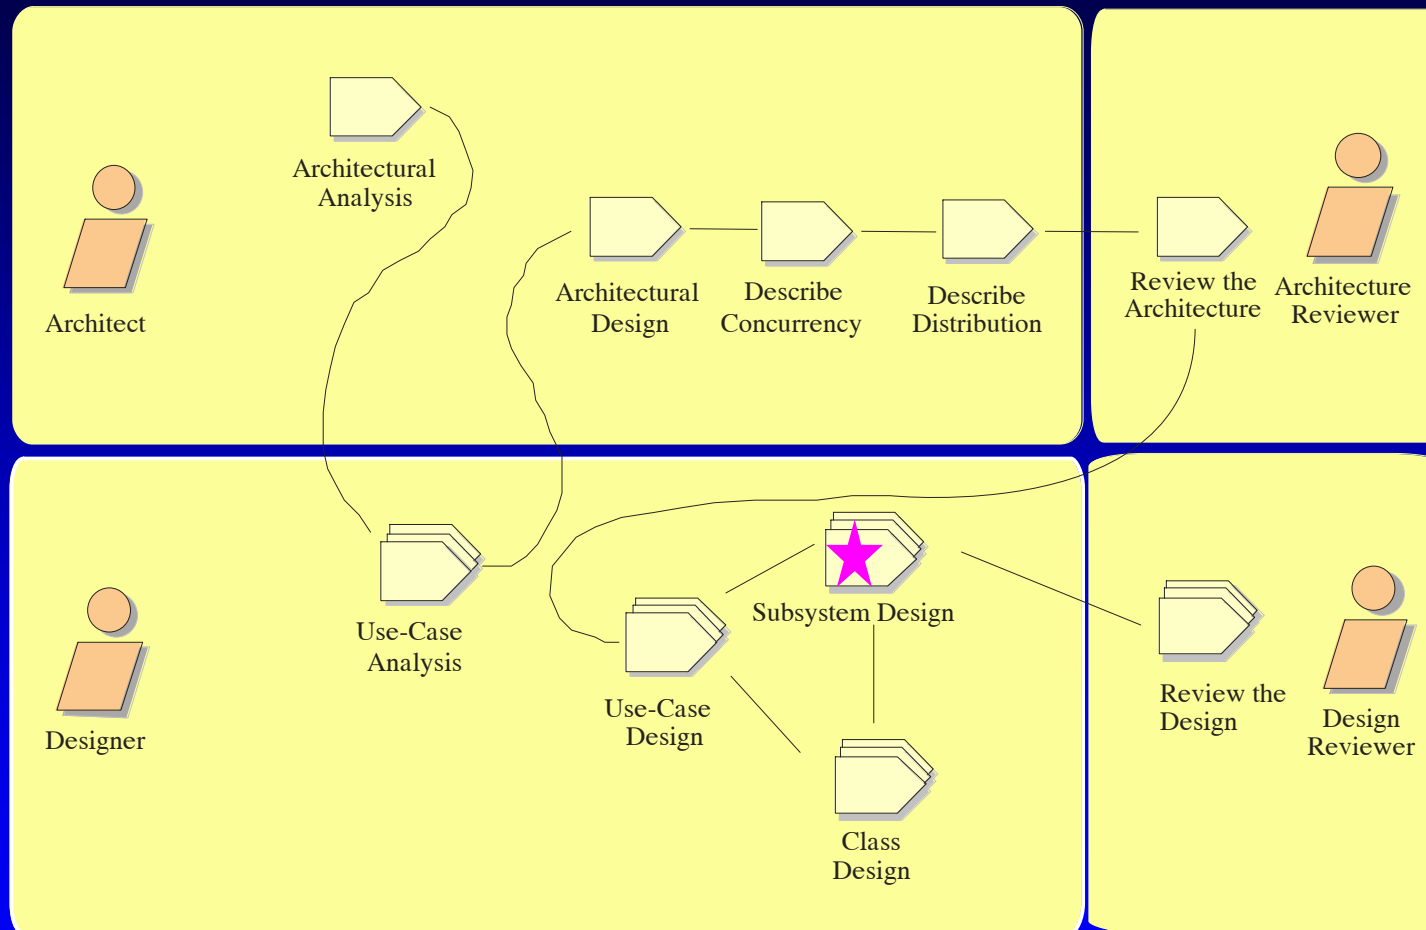 Architectural
Analysis
Architect
Architectural
Design
Describe
Concurrency
Describe
Distribution
Review the
Architecture
Architecture
Reviewer
Designer
Use-Case
Analysis
Use-Case
Design
Subsystem Design
Class
Design
Review the
Design
Design
Reviewer